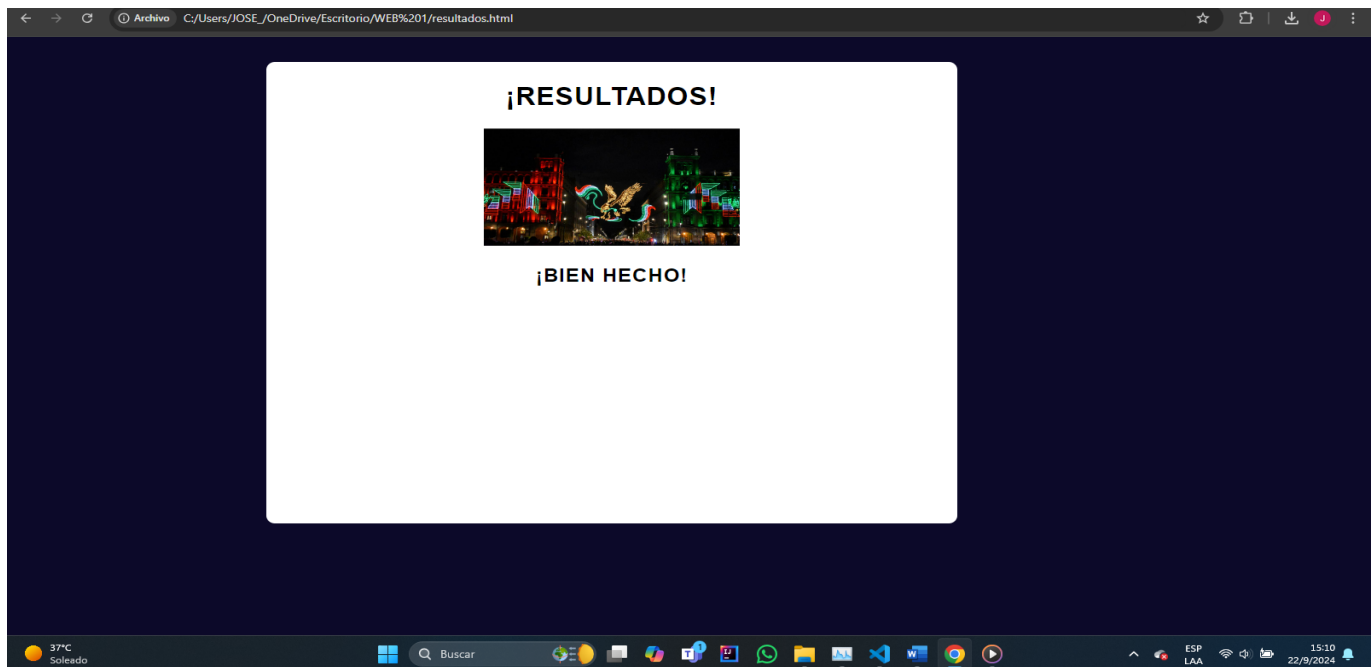 Archivo C:/Users/JOSE_/OneDrive/Escritorio/WEB%201/resultados.html
J
¡RESULTADOS!
¡BIEN HECHO!
37°C
Soleado
Buscar
1
ESP
LAA
15:10
22/9/2024